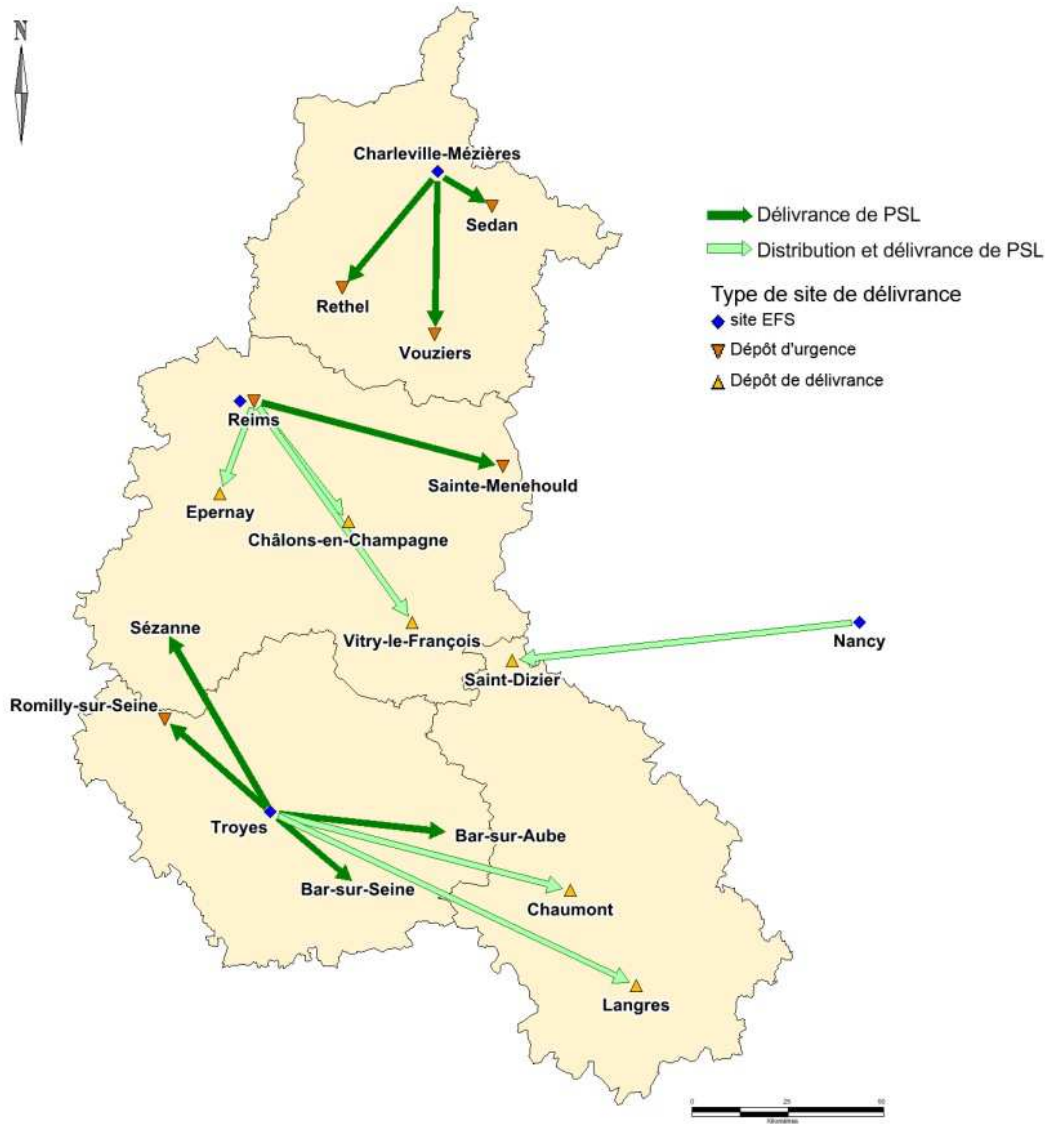 N
Charleville-Mézières
Sedan
Rethel
Vouziers
Délivrance de PSL
Distribution et délivrance de PSL
Type de site de délivrance
site EFS
Dépôt d'urgence
Dépôt de délivrance
Reims
Sainte-Menehould
Epernay
Châlons-en-Champagne
Sézanne
Vitry-le-François
Nancy
Saint-Dizier
Romilly-sur-Seine
Troyes
Bar-sur-Aube
Bar-sur-Seine
Chaumont
Langres
0 25 50
Kilomètres